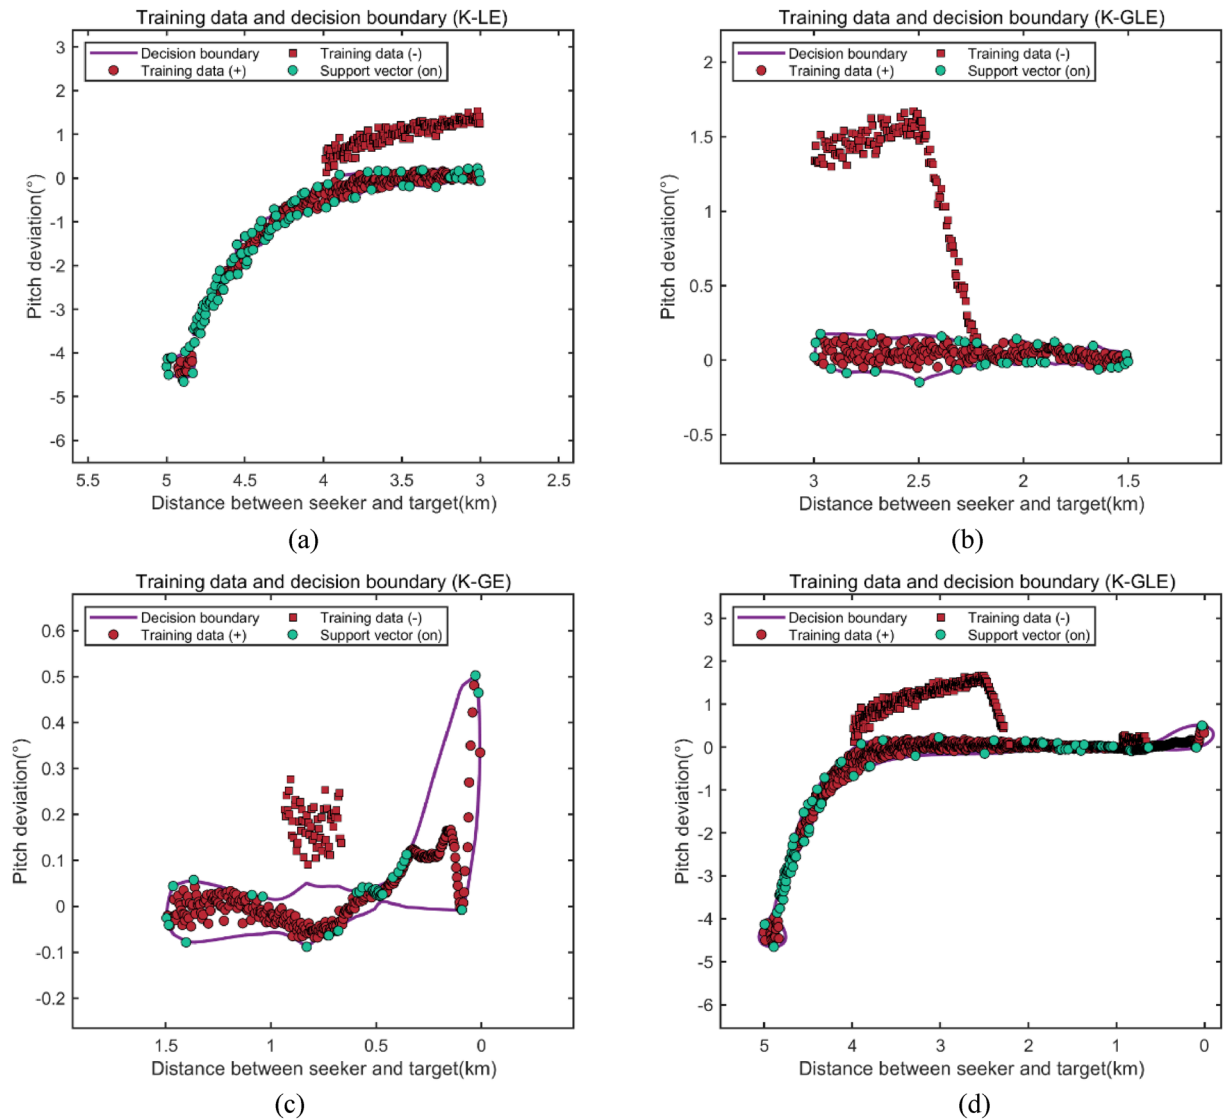 Training data and decision boundary (K-LE)
Decision boundary Training data (-)
Training data (+) Support vector (on)
3
2
1
0
-1
-2
-3
-4
-5
-6
Pitch deviation(°)
5.5 5 4.5 4 3.5 3 2.5
Distance between seeker and target(km)
(a)
Training data and decision boundary (K-GLE)
Decision boundary Training data (-)
Training data (+) Support vector (on)
2
1.5
1
0.5
0
-0.5
Pitch deviation(°)
3 2.5 2 1.5
Distance between seeker and target(km)
(b)
Training data and decision boundary (K-GE)
Decision boundary Training data (-)
Training data (+) Support vector (on)
0.6
0.5
0.4
0.3
0.2
0.1
0
-0.1
-0.2
Pitch deviation(°)
1.5 1 0.5 0
Distance between seeker and target(km)
(c)
Training data and decision boundary (K-GLE)
Decision boundary Training data (-)
Training data (+) Support vector (on)
3
2
1
0
-1
-2
-3
-4
-5
-6
Pitch deviation(°)
5 4 3 2 1 0
Distance between seeker and target(km)
(d)